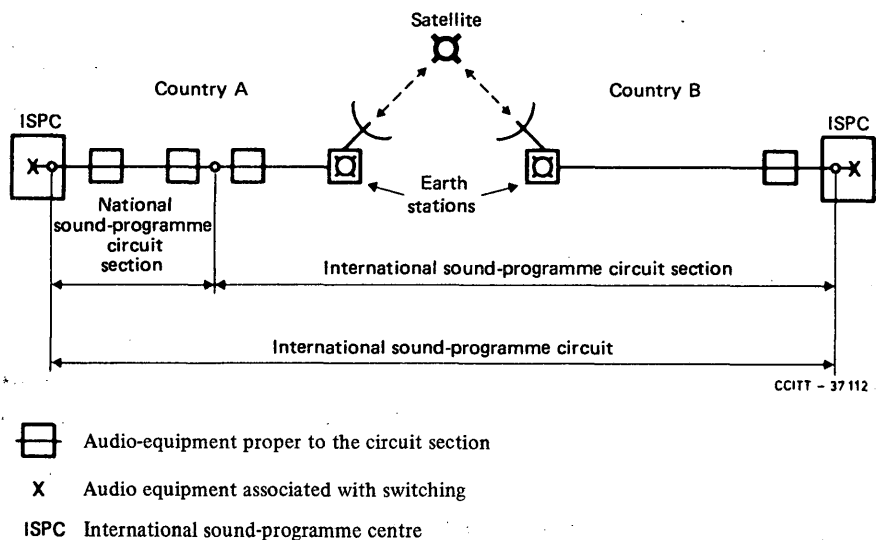 Satellite
Country A
Country B
ISPC
ISPC
Earth
stations
National
sound-programme
circuit
section
International sound-programme circuit section
International sound-programme circuit
CCITT – 37112
Audio-equipment proper to the circuit section
X Audio equipment associated with switching
ISPC International sound-programme centre